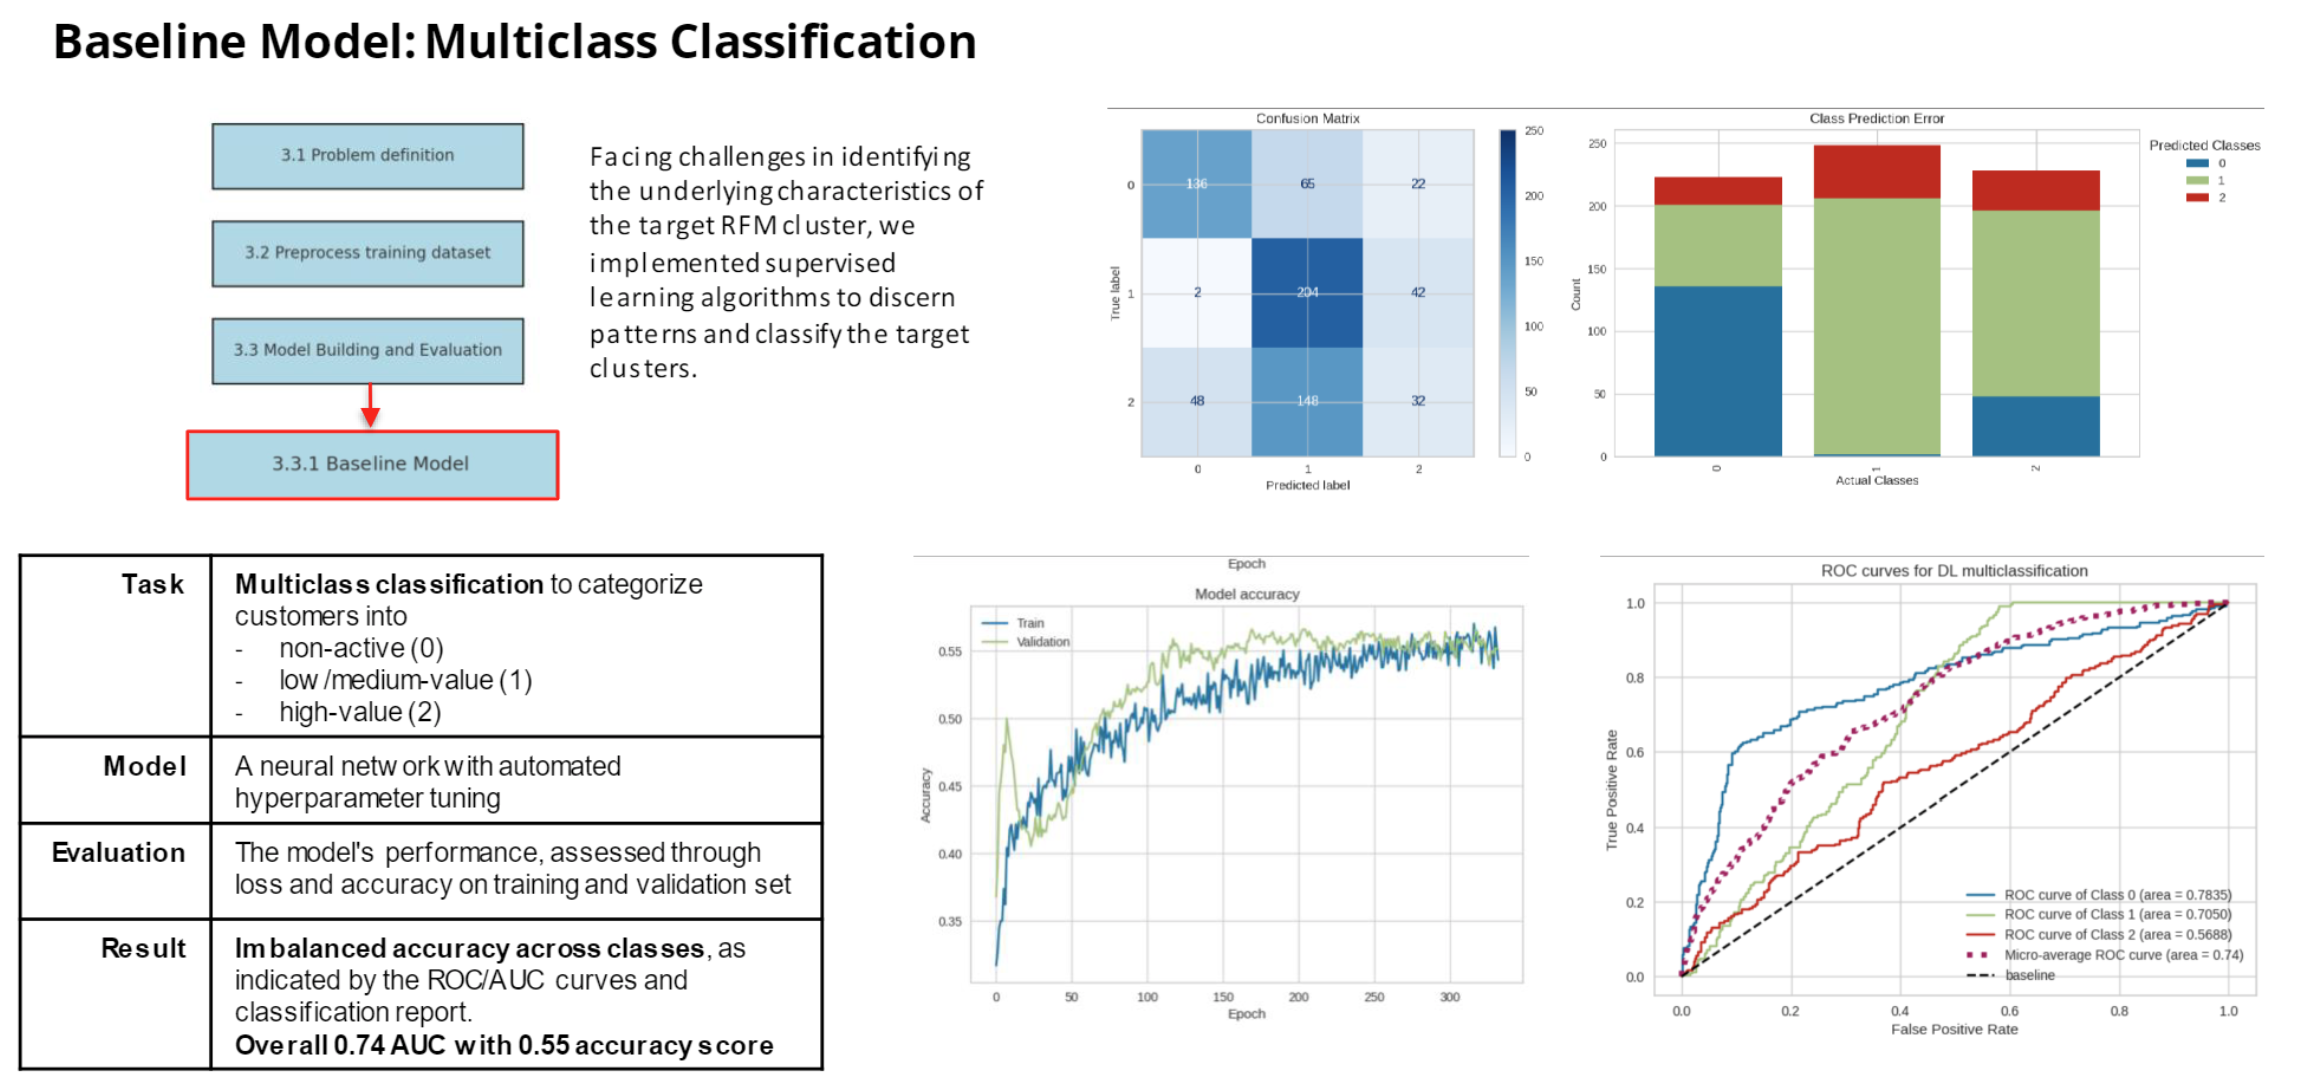 Baseline Model: Multiclass Classification
3.1 Problem definition
3.2 Preprocess training dataset
3.3 Model Building and Evaluation
3.3.1 Baseline Model
Facing challenges in identifying
the underlying characteristics of
the target RFM cluster, we
implemented supervised
learning algorithms to discern
patterns and classify the target
clusters.
Confusion Matrix
True label
0
1
2
136 65 22
2 204 42
48 148 32
0 1 2
Predicted label
250
200
150
100
50
0
Class Prediction Error
Count
250
200
150
100
50
0
0 1 2
Actual Classes
Predicted Classes
0
1
2
Task
Multiclass classification to categorize
customers into
- non-active (0)
- low /medium-value (1)
- high-value (2)
Model
A neural network with automated
hyperparameter tuning
Evaluation
The model's performance, assessed through
loss and accuracy on training and validation set
Result
Imbalanced accuracy across classes, as
indicated by the ROC/AUC curves and
classification report.
Overall 0.74 AUC with 0.55 accuracy score
Epoch
Model accuracy
Train
Validation
Accuracy
0.55
0.50
0.45
0.40
0.35
0 50 100 150 200 250 300
Epoch
ROC curves for DL multiclassification
True Positive Rate
1.0
0.8
0.6
0.4
0.2
0.0
ROC curve of Class 0 (area = 0.7835)
ROC curve of Class 1 (area = 0.7050)
ROC curve of Class 2 (area = 0.5688)
Micro-average ROC curve (area = 0.74)
baseline
0.0 0.2 0.4 0.6 0.8 1.0
False Positive Rate